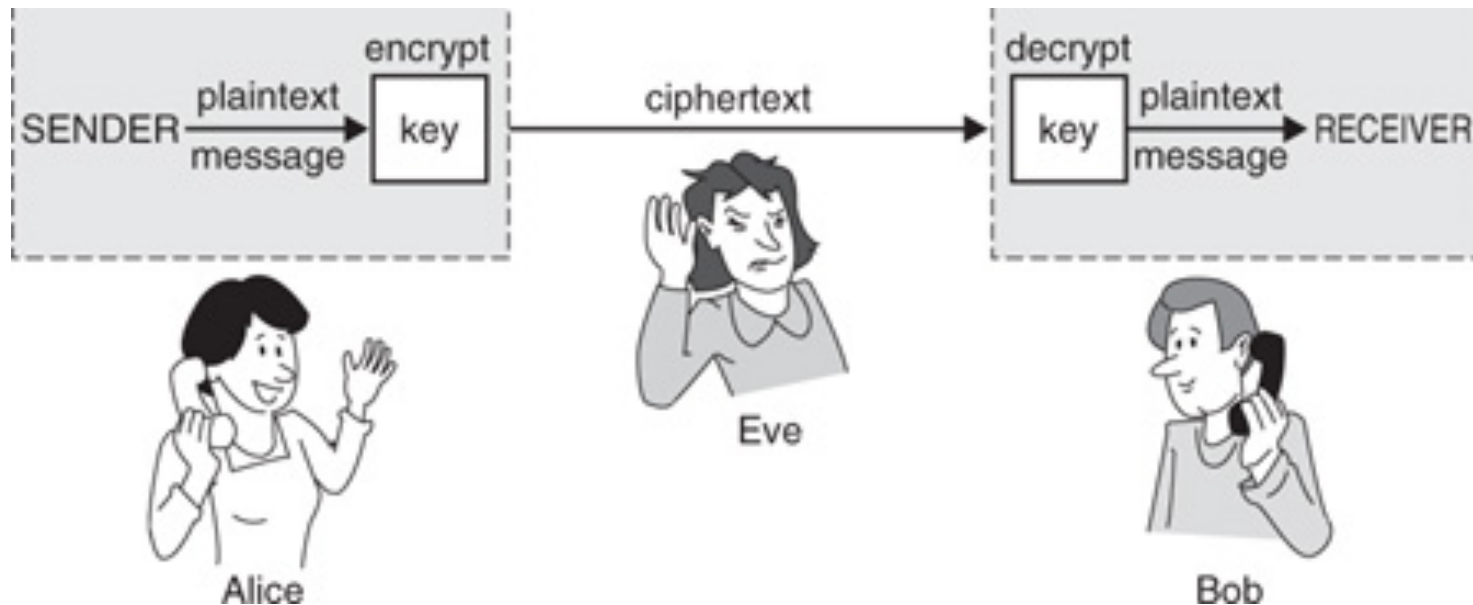 encrypt
decrypt
plaintext
ciphertext
plaintext
SENDER
key
key
RECEIVER
message
message
Eve
Alice
Bob